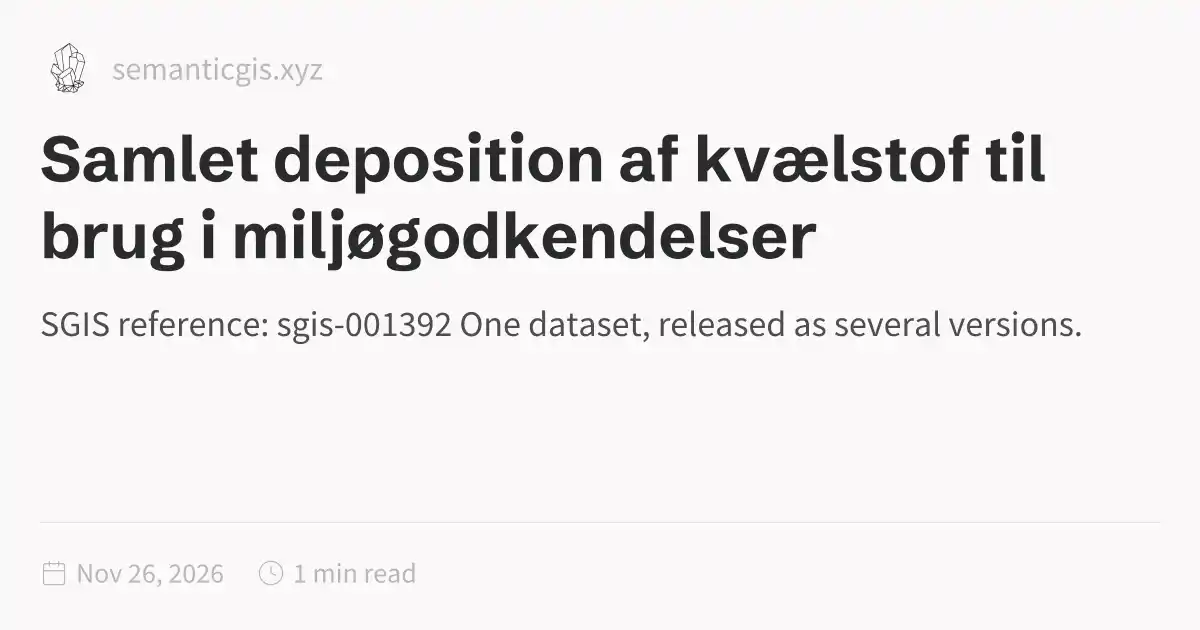 semanticgis.xyz
Samlet deposition af kvælstof til
brug i miljøgodkendelser
SGIS reference: sgis-001392 One dataset, released as several versions.
Nov 26, 2026 1 min read